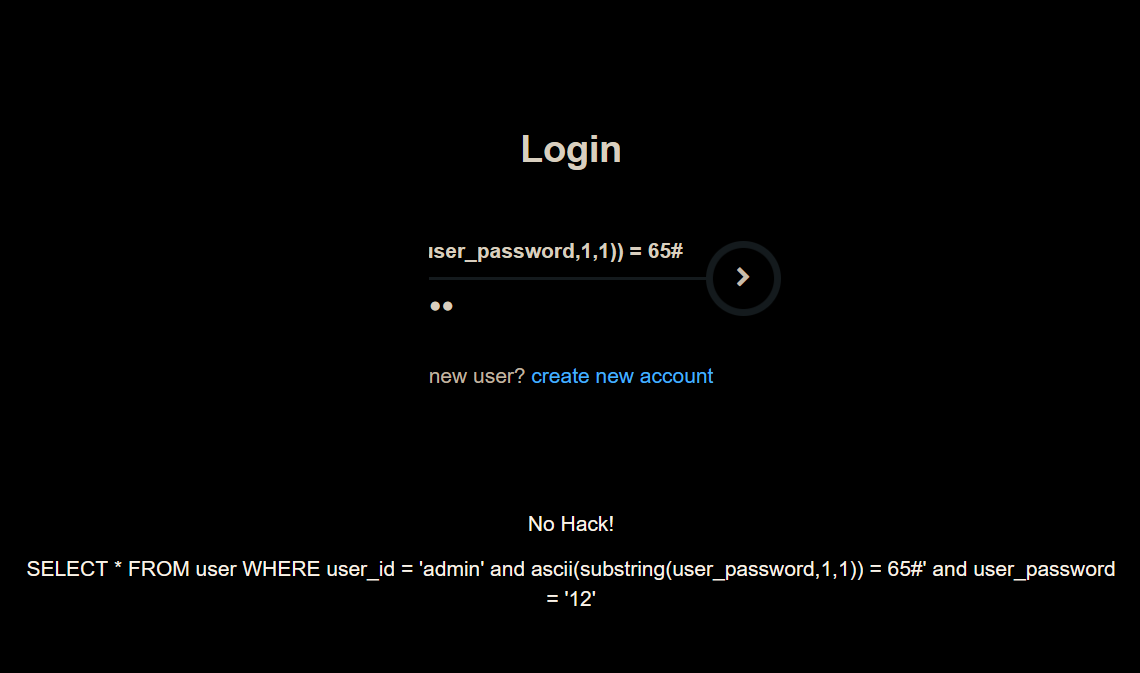 Login
user_password,1,1)) = 65#
••
new user? create new account
No Hack!
SELECT * FROM user WHERE user_id = 'admin' and ascii(substring(user_password,1,1)) = 65#' and user_password
= '12'